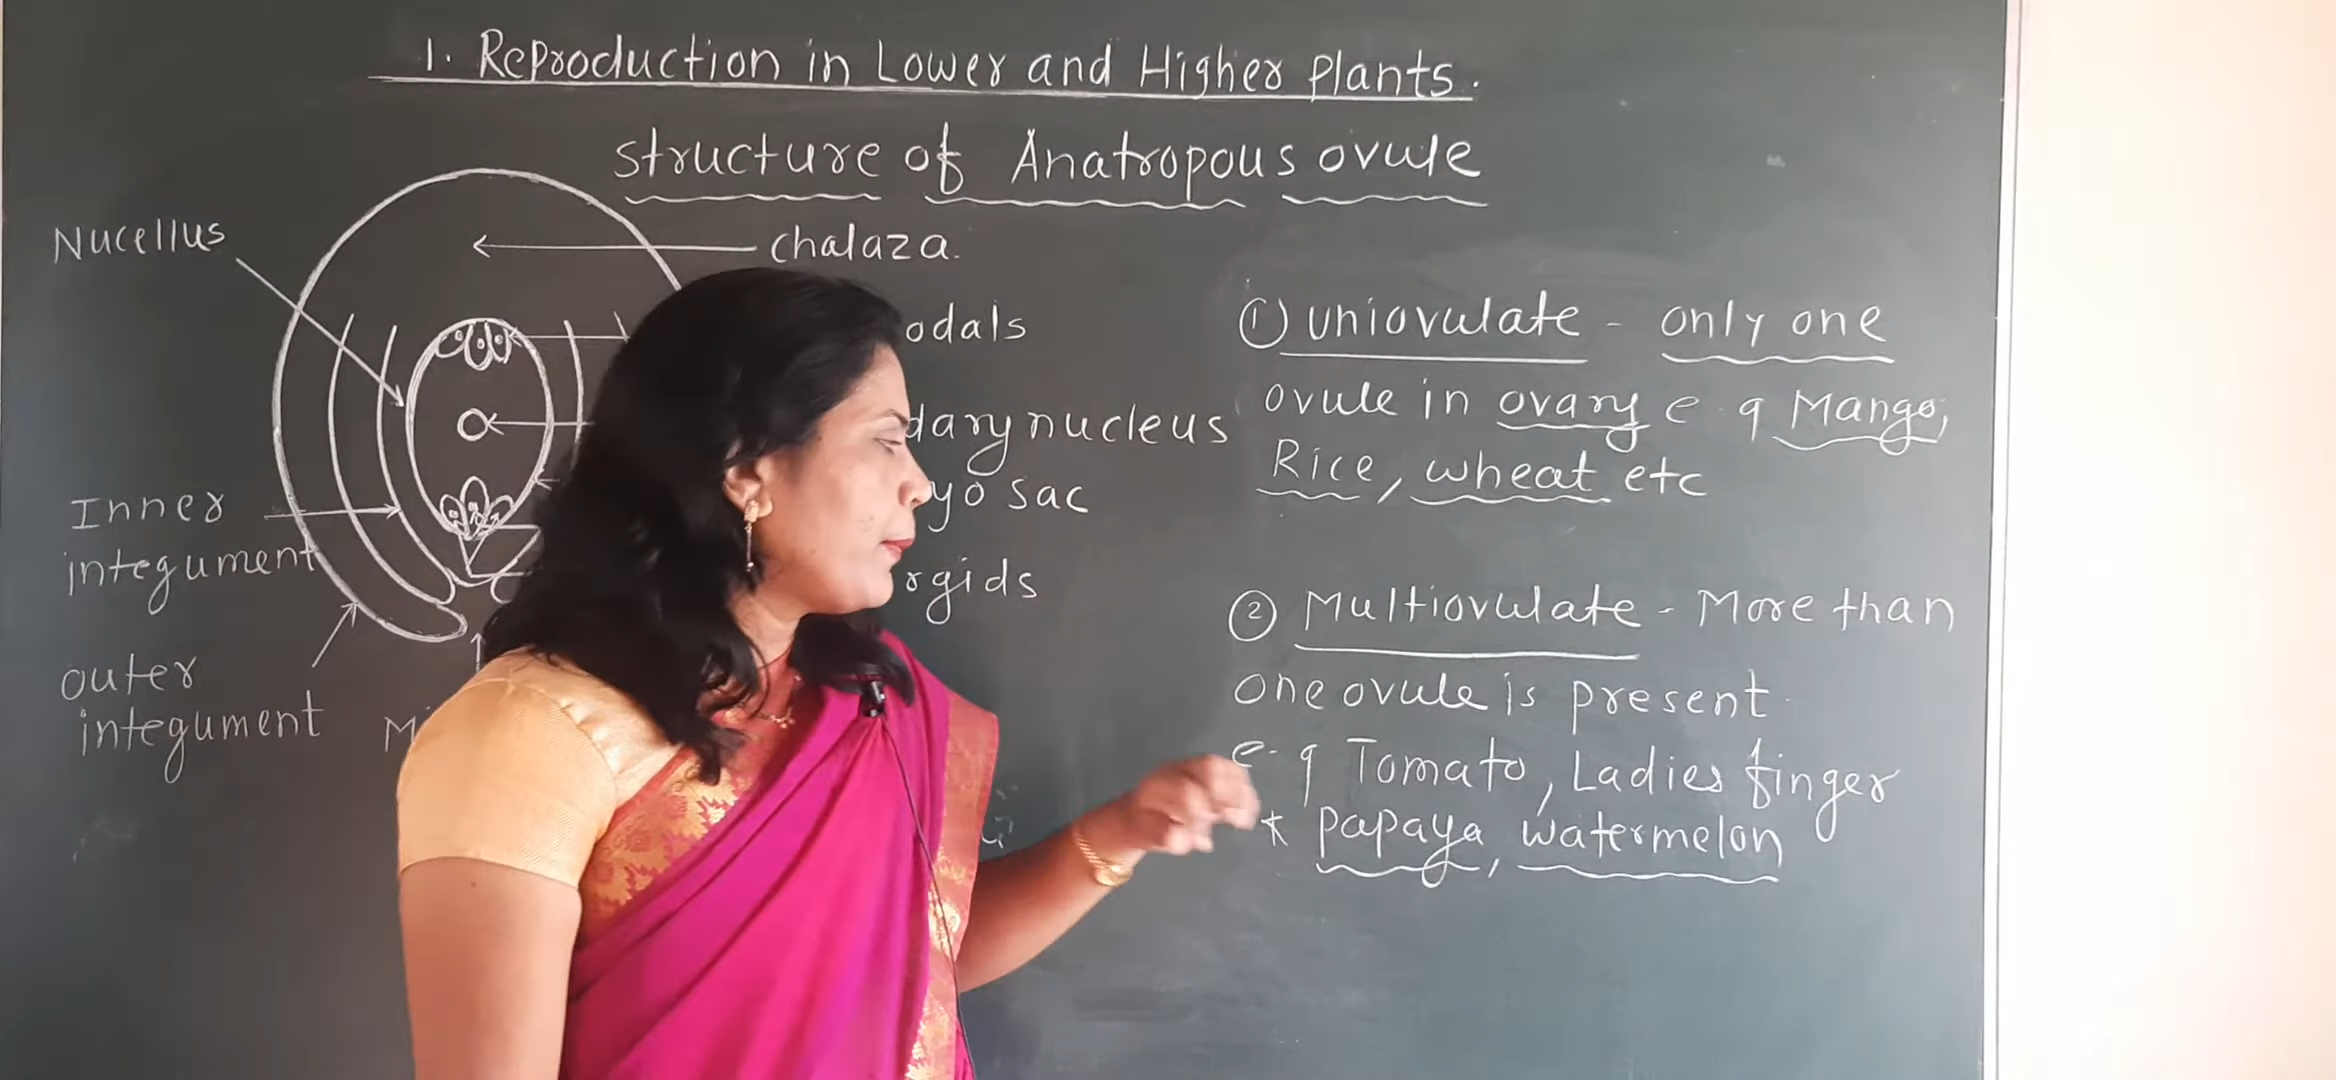 1. Reproduction in Lower and Higher plants.
structure of Anatropous ovule
Nucellus
chalaza.
odals
dary nucleus
yo sac
rgids
Inner
integument
outer
integument
① uniovulate - only one
ovule in ovary e.g Mango,
Rice, wheat etc
② Multiovulate - More than
one ovule is present.
e.g Tomato, Ladies finger
* papaya, watermelon